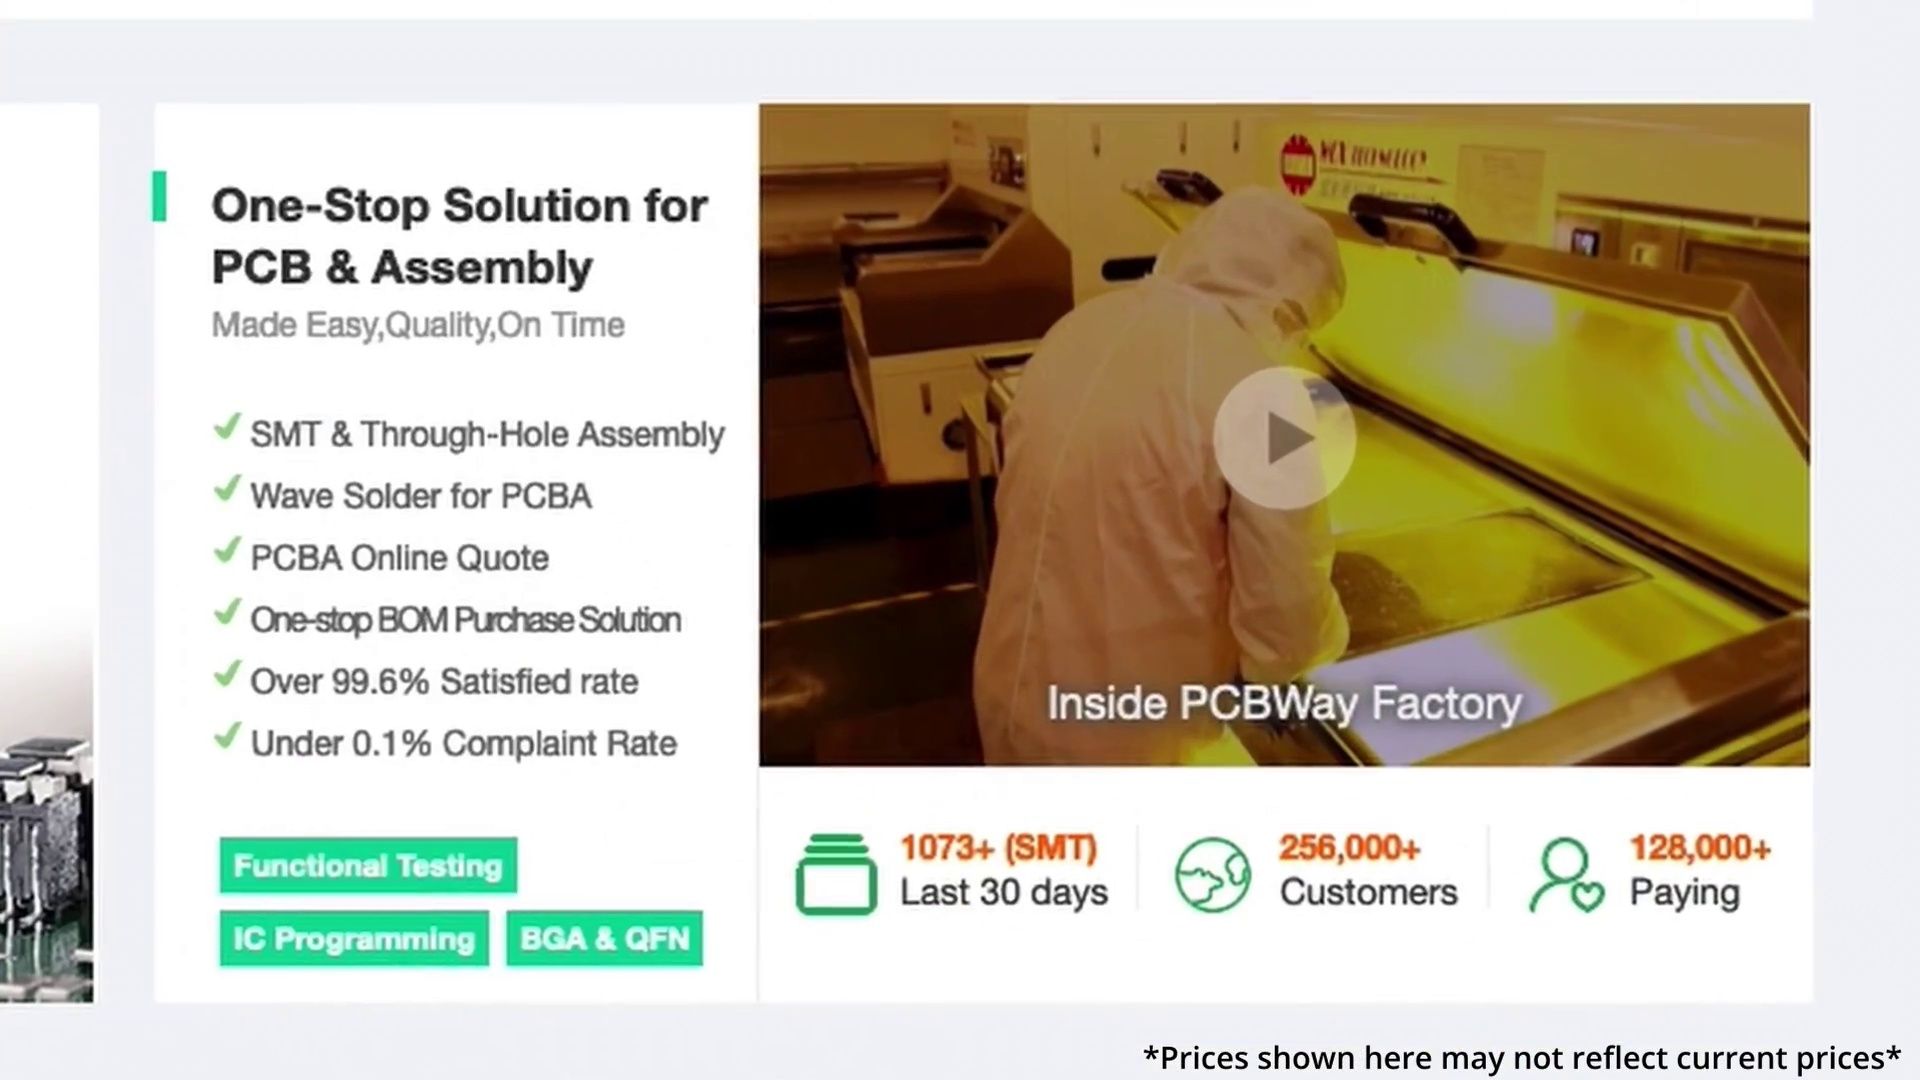 One-Stop Solution for
PCB & Assembly
Made Easy,Quality,On Time
SMT & Through-Hole Assembly
Wave Solder for PCBA
PCBA Online Quote
One-stop BOM Purchase Solution
Over 99.6% Satisfied rate
Under 0.1% Complaint Rate
Functional Testing
IC Programming
BGA & QFN
Inside PCBWay Factory
1073+ (SMT)
Last 30 days
256,000+
Customers
128,000+
Paying
*Prices shown here may not reflect current prices*